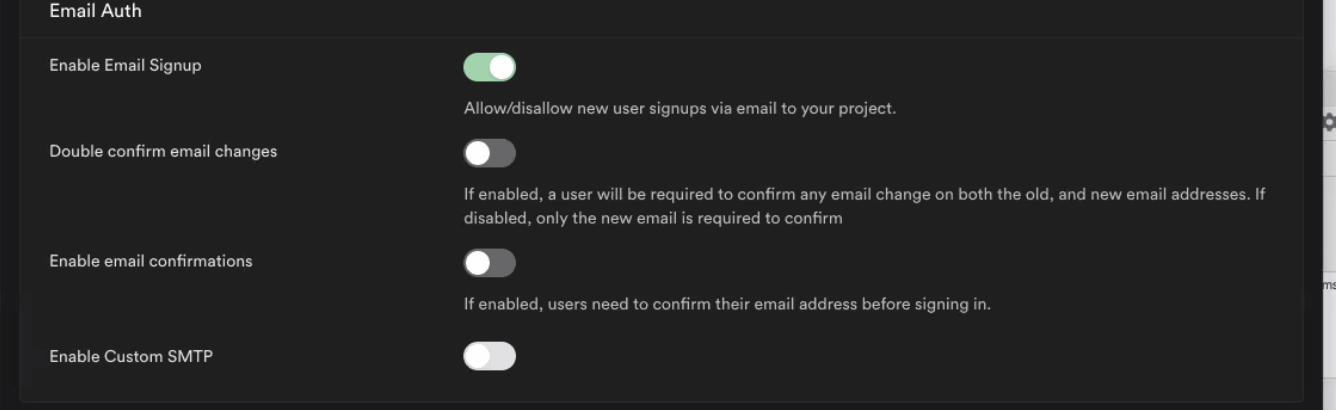 Email Auth
Enable Email Signup
Allow/disallow new user signups via email to your project.
Double confirm email changes
If enabled, a user will be required to confirm any email change on both the old, and new email addresses. If
disabled, only the new email is required to confirm
Enable email confirmations
If enabled, users need to confirm their email address before signing in.
Enable Custom SMTP